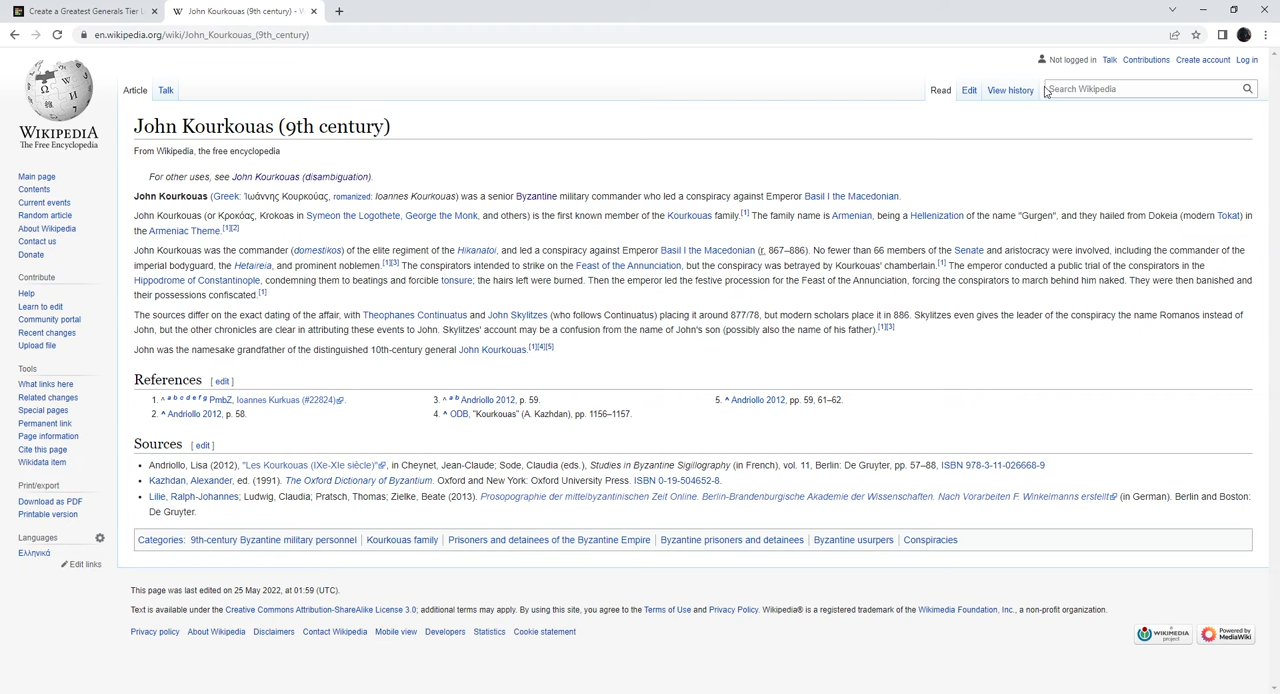 Create a Greatest Generals Tier L
John Kourkouas (9th century) - W
en.wikipedia.org/wiki/John_Kourkouas_(9th_century)
Not logged in Talk Contributions Create account Log in
Article Talk
Read Edit View history
Search Wikipedia
WIKIPEDIA
The Free Encyclopedia
Main page
Contents
Current events
Random article
About Wikipedia
Contact us
Donate
Contribute
Help
Learn to edit
Community portal
Recent changes
Upload file
Tools
What links here
Related changes
Special pages
Permanent link
Page information
Cite this page
Wikidata item
Print/export
Download as PDF
Printable version
Languages
Ελληνικά
Edit links
John Kourkouas (9th century)
From Wikipedia, the free encyclopedia
For other uses, see John Kourkouas (disambiguation).
John Kourkouas (Greek: Ἰωάννης Κουρκούας, romanized: Ioannes Kourkouas) was a senior Byzantine military commander who led a conspiracy against Emperor Basil I the Macedonian.
John Kourkouas (or Κροκάς, Krokoas in Symeon the Logothete, George the Monk, and others) is the first known member of the Kourkouas family.[1] The family name is Armenian, being a Hellenization of the name "Gurgen", and they hailed from Dokeia (modern Tokat) in
the Armeniac Theme.[1][2]
John Kourkouas was the commander (domestikos) of the elite regiment of the Hikanatoi, and led a conspiracy against Emperor Basil I the Macedonian (r. 867–886). No fewer than 66 members of the Senate and aristocracy were involved, including the commander of the
imperial bodyguard, the Hetaireia, and prominent noblemen.[1][3] The conspirators intended to strike on the Feast of the Annunciation, but the conspiracy was betrayed by Kourkouas' chamberlain.[1] The emperor conducted a public trial of the conspirators in the
Hippodrome of Constantinople, condemning them to beatings and forcible tonsure; the hairs left were burned. Then the emperor led the festive procession for the Feast of the Annunciation, forcing the conspirators to march behind him naked. They were then banished and
their possessions confiscated.[1]
The sources differ on the exact dating of the affair, with Theophanes Continuatus and John Skylitzes (who follows Continuatus) placing it around 877/78, but modern scholars place it in 886. Skylitzes even gives the leader of the conspiracy the name Romanos instead of
John, but the other chronicles are clear in attributing these events to John. Skylitzes' account may be a confusion from the name of John's son (possibly also the name of his father).[1][3]
John was the namesake grandfather of the distinguished 10th-century general John Kourkouas.[1][4][5]
References [ edit ]
1. ^ a b c d e f g PmbZ, Ioannes Kurkuas (#22824).
2. ^ Andriollo 2012, p. 58.
3. ^ a b Andriollo 2012, p. 59.
4. ^ ODB, "Kourkouas" (A. Kazhdan), pp. 1156–1157.
5. ^ Andriollo 2012, pp. 59, 61–62.
Sources [ edit ]
• Andriollo, Lisa (2012), "Les Kourkouas (IXe-XIe siècle)", in Cheynet, Jean-Claude; Sode, Claudia (eds.), Studies in Byzantine Sigillography (in French), vol. 11, Berlin: De Gruyter, pp. 57–88, ISBN 978-3-11-026668-9
• Kazhdan, Alexander, ed. (1991). The Oxford Dictionary of Byzantium. Oxford and New York: Oxford University Press. ISBN 0-19-504652-8.
• Lilie, Ralph-Johannes; Ludwig, Claudia; Pratsch, Thomas; Zielke, Beate (2013). Prosopographie der mittelbyzantinischen Zeit Online. Berlin-Brandenburgische Akademie der Wissenschaften. Nach Vorarbeiten F. Winkelmanns erstellt (in German). Berlin and Boston:
De Gruyter.
Categories: 9th-century Byzantine military personnel | Kourkouas family | Prisoners and detainees of the Byzantine Empire | Byzantine prisoners and detainees | Byzantine usurpers | Conspiracies
This page was last edited on 25 May 2022, at 01:59 (UTC).
Text is available under the Creative Commons Attribution-ShareAlike License 3.0; additional terms may apply. By using this site, you agree to the Terms of Use and Privacy Policy. Wikipedia® is a registered trademark of the Wikimedia Foundation, Inc., a non-profit organization.
Privacy policy About Wikipedia Disclaimers Contact Wikipedia Mobile view Developers Statistics Cookie statement
A WIKIMEDIA project
Powered by MediaWiki